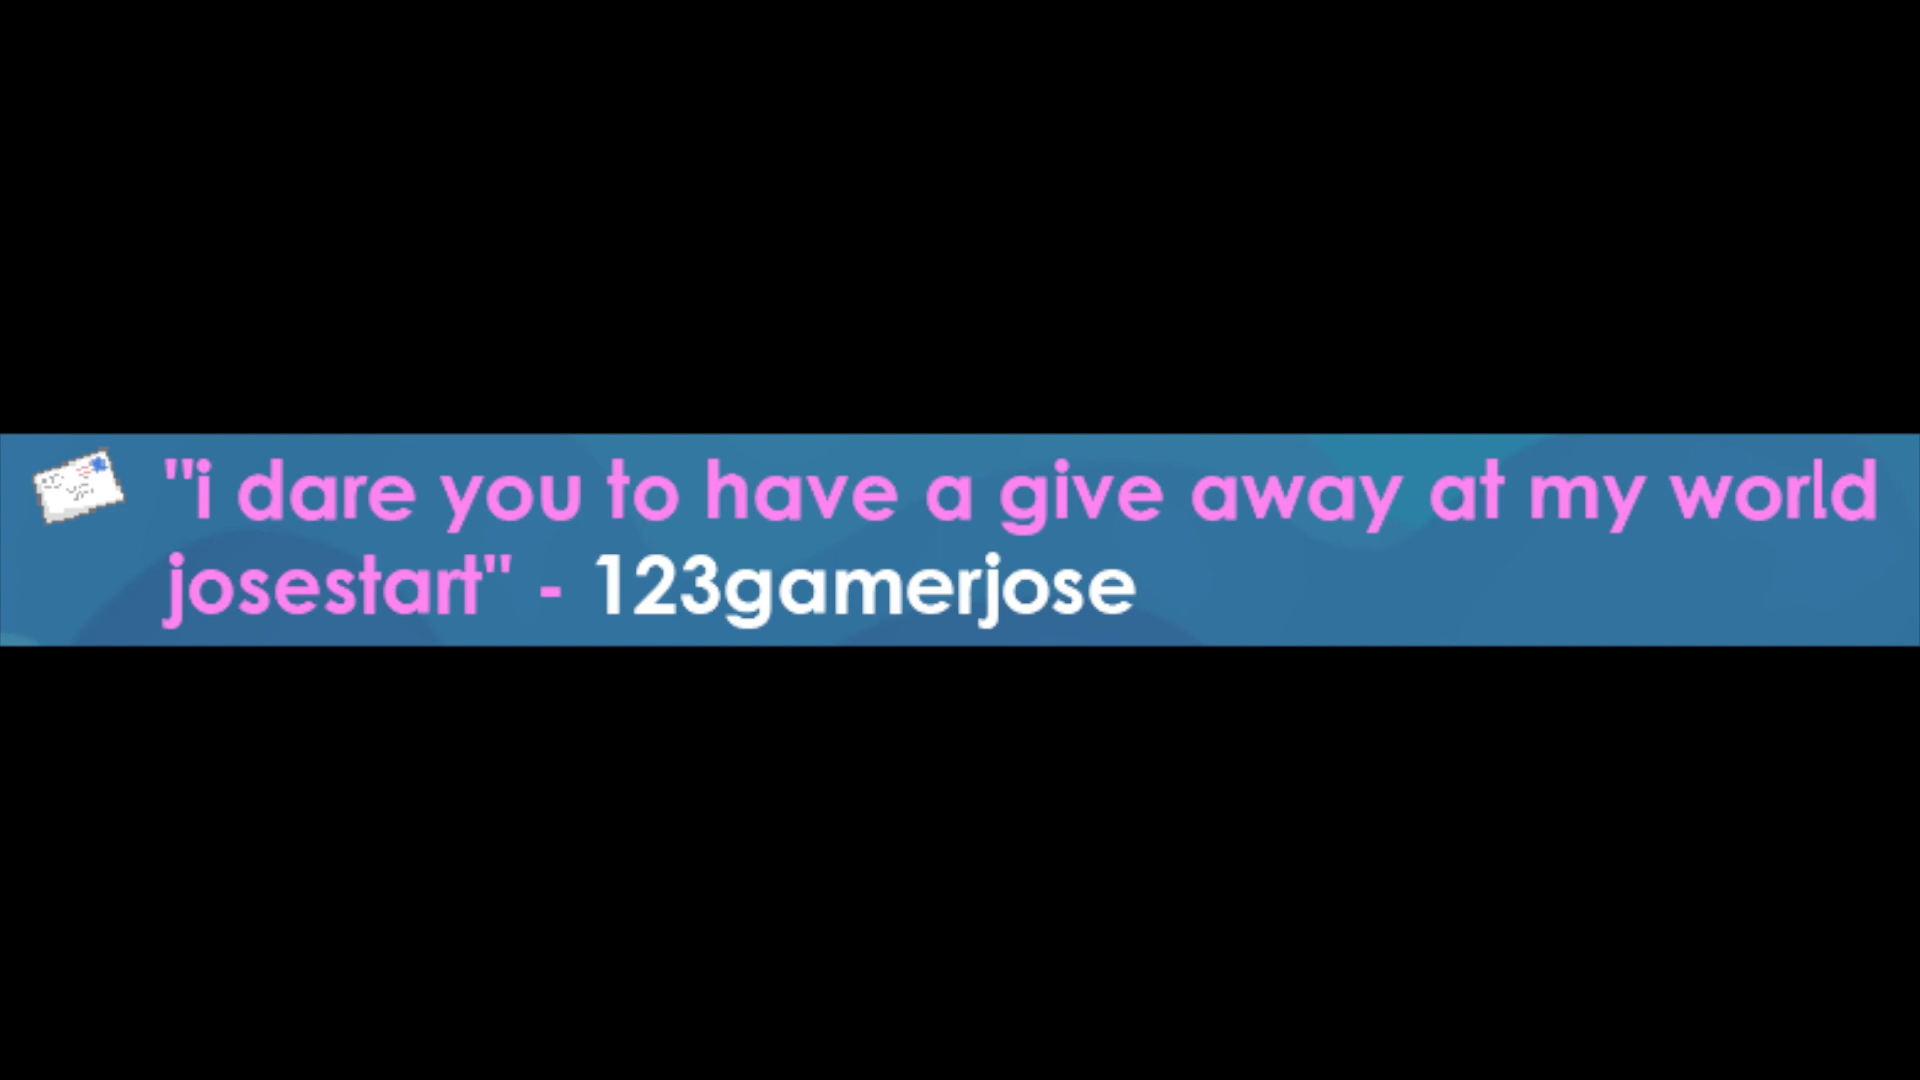 "i dare you to have a give away at my world
josestart" - 123gamerjose